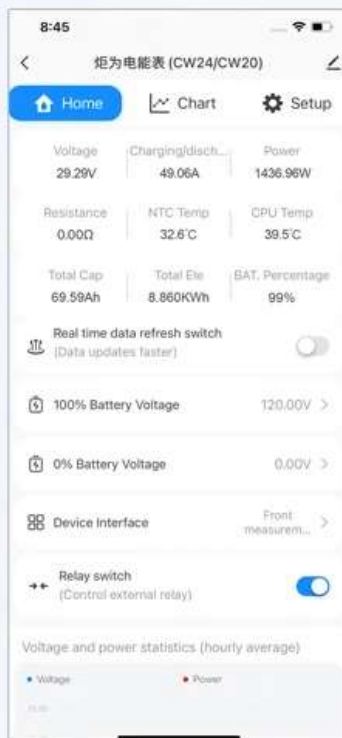 8:45
炬为电能表 (CW24/CW20)
Home Chart Setup
Voltage Charging/disch... Power
29.29V 49.06A 1436.96W
Resistance NTC Temp CPU Temp
0.00Ω 32.6℃ 39.5℃
Total Cap Total Ele BAT. Percentage
69.59Ah 8.860KWh 99%
Real time data refresh switch
(Data updates faster)
100% Battery Voltage 120.00V
0% Battery Voltage 0.00V
Device Interface Front measurem...
Relay switch
(Control external relay)
Voltage and power statistics (hourly average)
Voltage Power